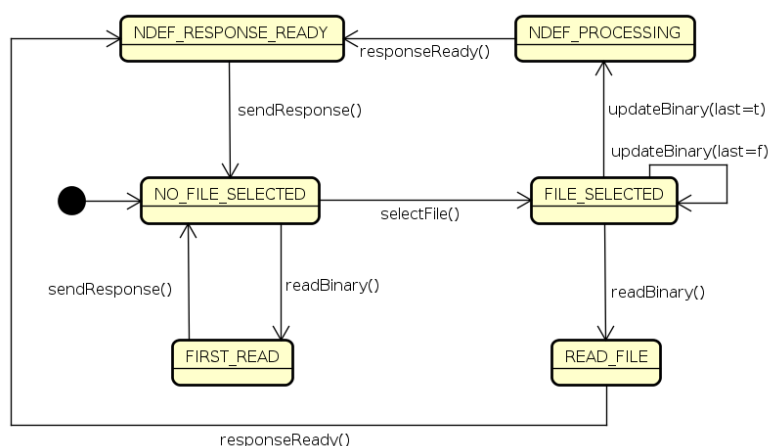 NDEF_RESPONSE_READY
NDEF_PROCESSING
responseReady()
sendResponse()
updateBinary(last=t)
updateBinary(last=f)
NO_FILE_SELECTED
FILE_SELECTED
selectFile()
sendResponse()
readBinary()
readBinary()
FIRST_READ
READ_FILE
responseReady()